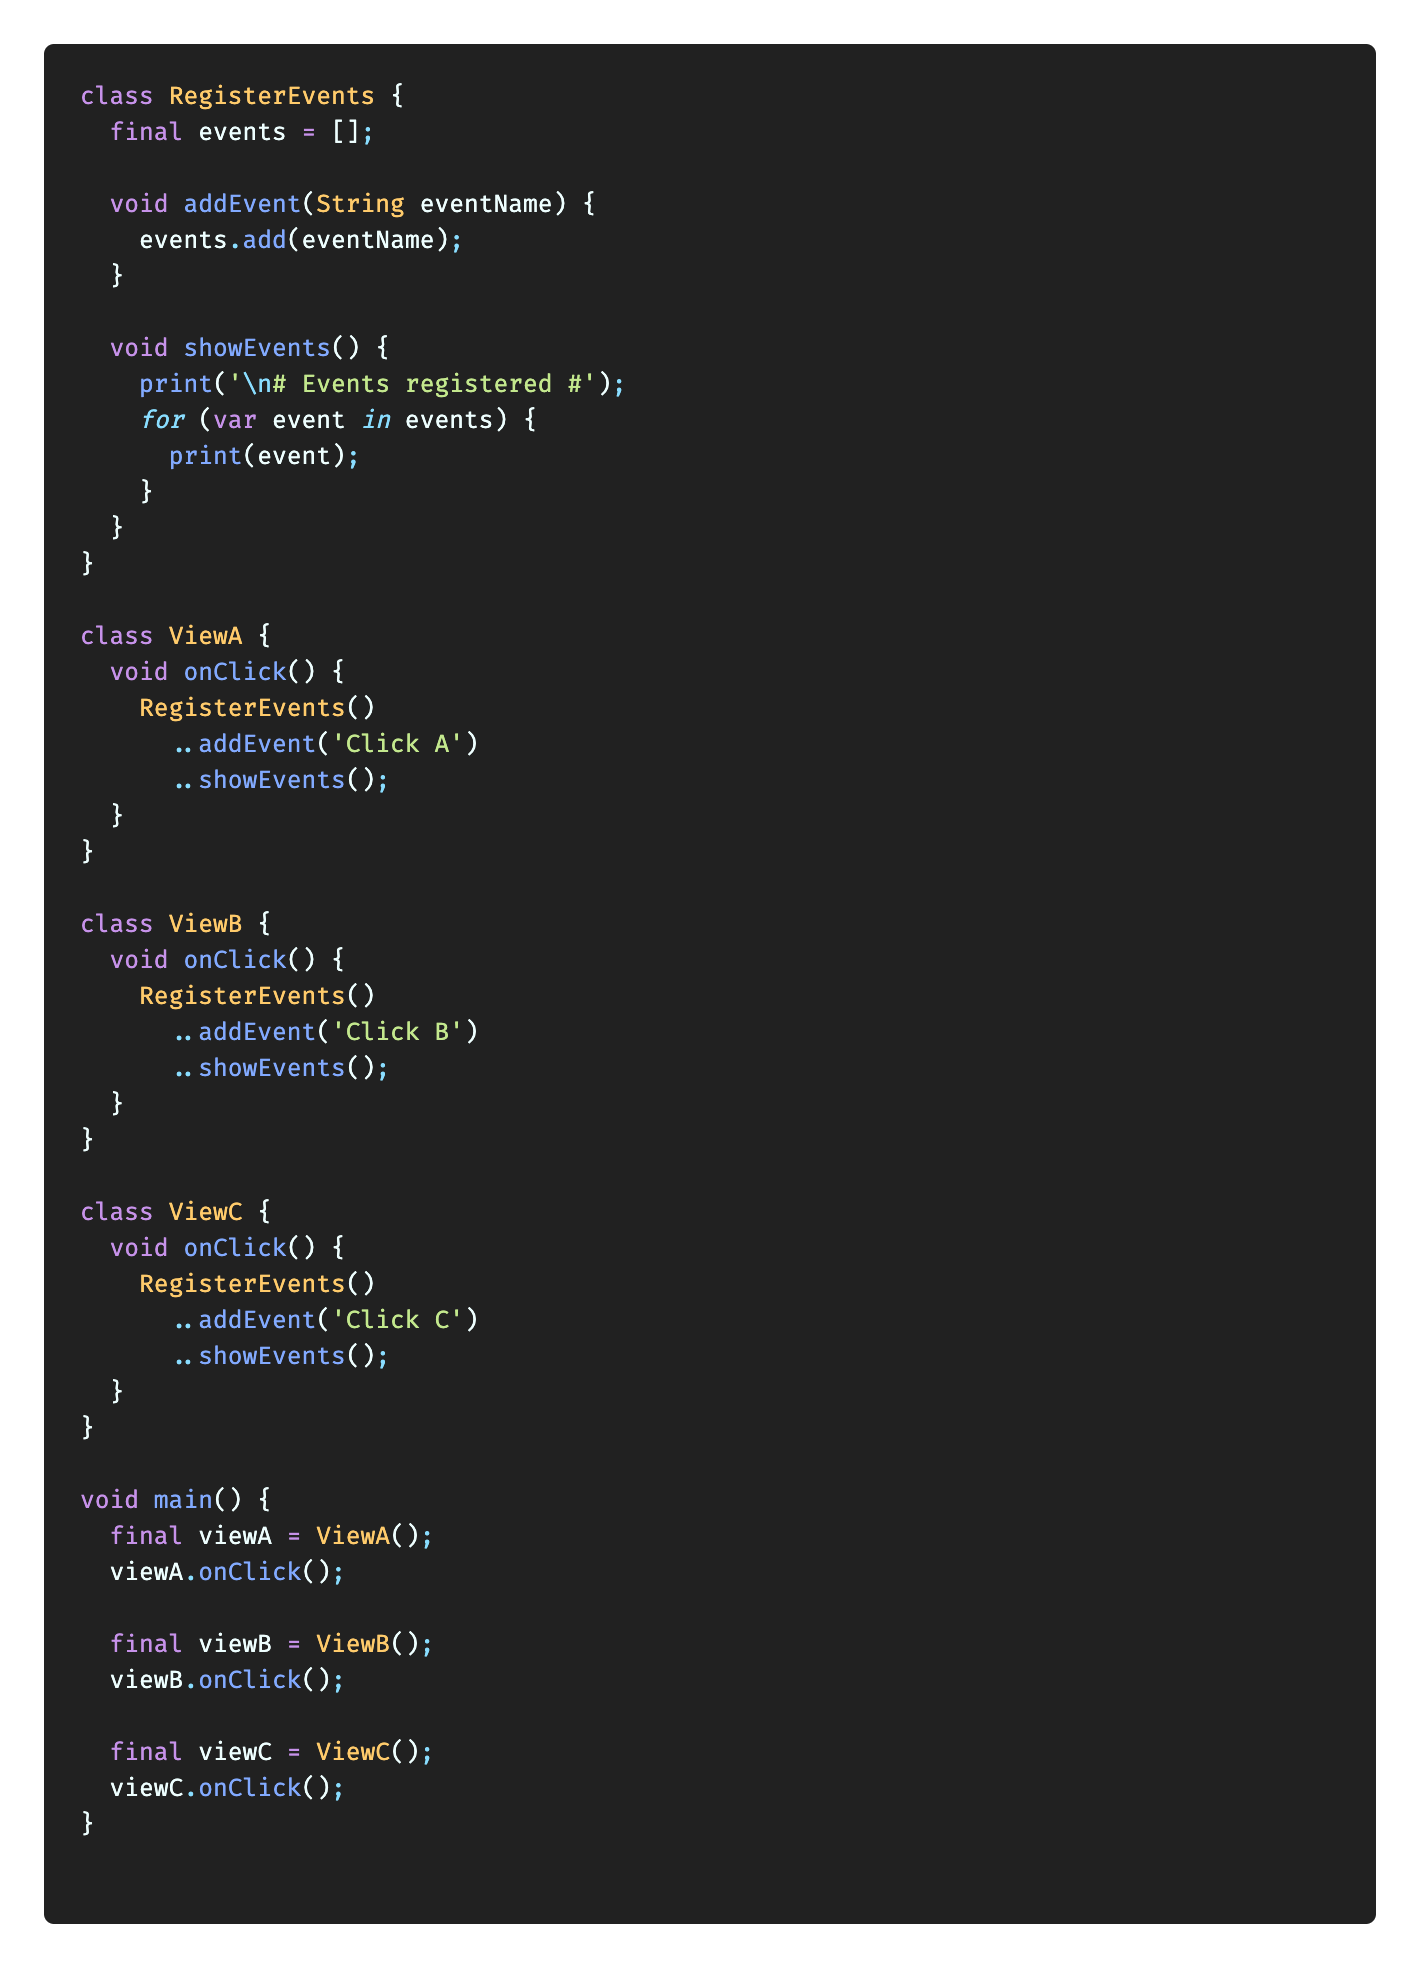 class RegisterEvents {
  final events = [];

  void addEvent(String eventName) {
    events.add(eventName);
  }

  void showEvents() {
    print('\n# Events registered #');
    for (var event in events) {
      print(event);
    }
  }
}

class ViewA {
  void onClick() {
    RegisterEvents()
      ..addEvent('Click A')
      ..showEvents();
  }
}

class ViewB {
  void onClick() {
    RegisterEvents()
      ..addEvent('Click B')
      ..showEvents();
  }
}

class ViewC {
  void onClick() {
    RegisterEvents()
      ..addEvent('Click C')
      ..showEvents();
  }
}

void main() {
  final viewA = ViewA();
  viewA.onClick();

  final viewB = ViewB();
  viewB.onClick();

  final viewC = ViewC();
  viewC.onClick();
}